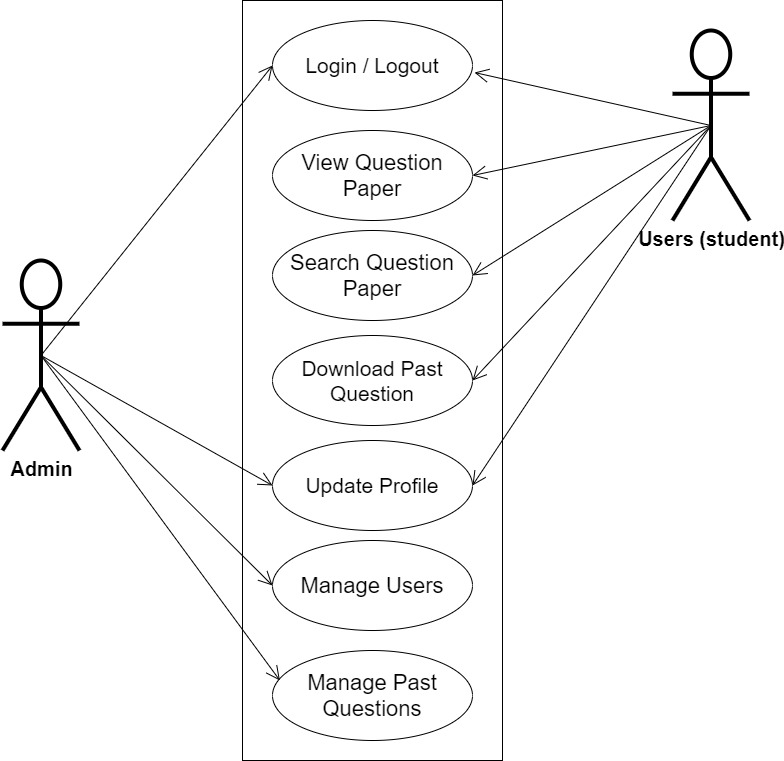 Login / Logout
View Question
Paper
Users (student)
Search Question
Paper
Download Past
Question
Admin
Update Profile
Manage Users
Manage Past
Questions